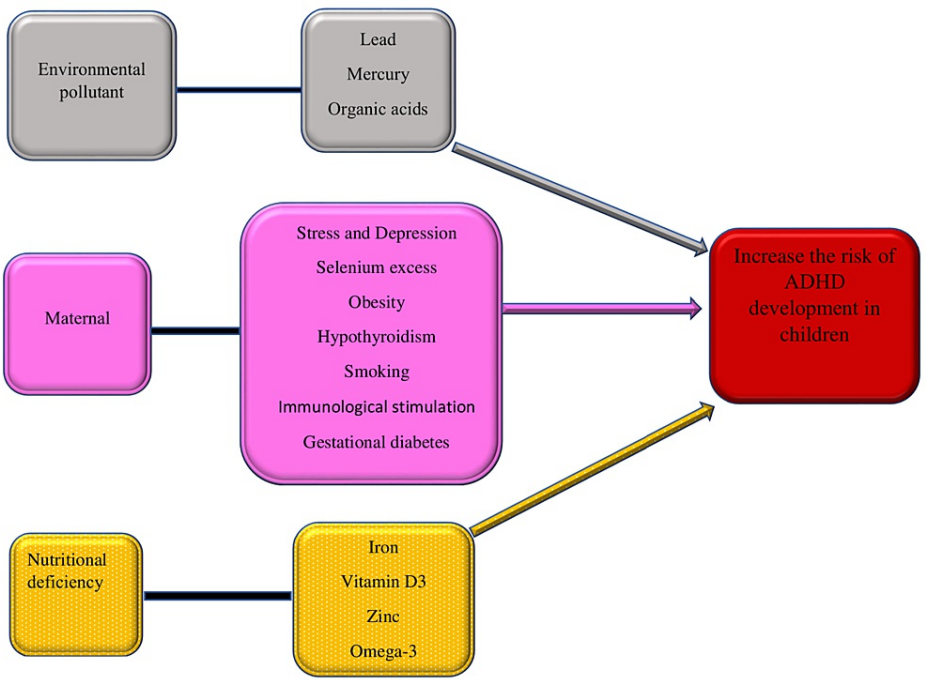 Environmental
pollutant
Lead
Mercury
Organic acids
Maternal
Stress and Depression
Selenium excess
Obesity
Hypothyroidism
Smoking
Immunological stimulation
Gestational diabetes
Nutritional
deficiency
Iron
Vitamin D3
Zinc
Omega-3
Increase the risk of
ADHD
development in
children